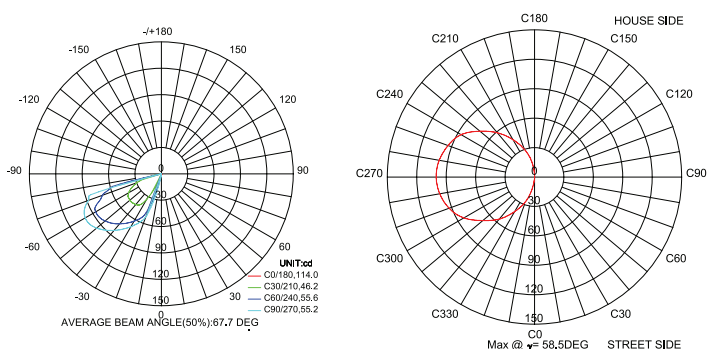 -/+180
-150
150
-120
120
-90
90
-60
60
-30
30
0
30
60
90
120
150
0
UNIT:cd
C0/180,114.0
C30/210,46.2
C60/240,55.6
C90/270,55.2
AVERAGE BEAM ANGLE(50%):67.7 DEG
C180
HOUSE SIDE
C210
C150
C240
C120
C270
C90
C300
C60
C330
C30
0
30
60
90
120
150
C0
Max @ γ= 58.5DEG
STREET SIDE